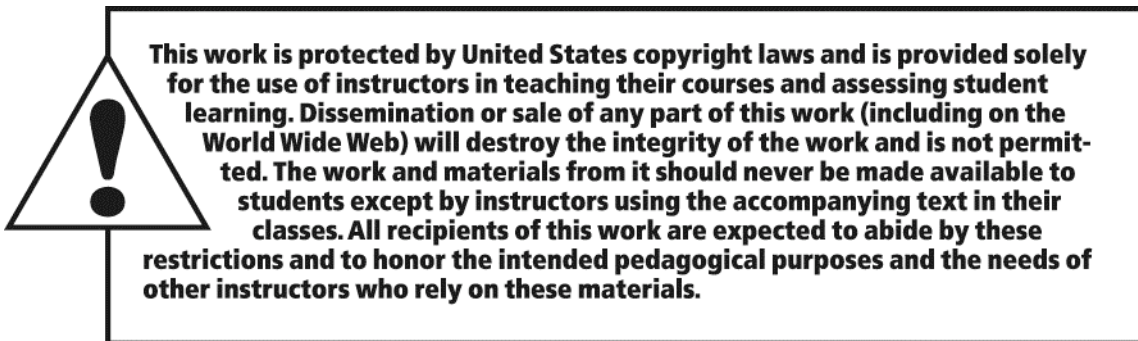 This work is protected by United States copyright laws and is provided solely
for the use of instructors in teaching their courses and assessing student
learning. Dissemination or sale of any part of this work (including on the
World Wide Web) will destroy the integrity of the work and is not permit-
ted. The work and materials from it should never be made available to
students except by instructors using the accompanying text in their
classes. All recipients of this work are expected to abide by these
restrictions and to honor the intended pedagogical purposes and the needs of
other instructors who rely on these materials.